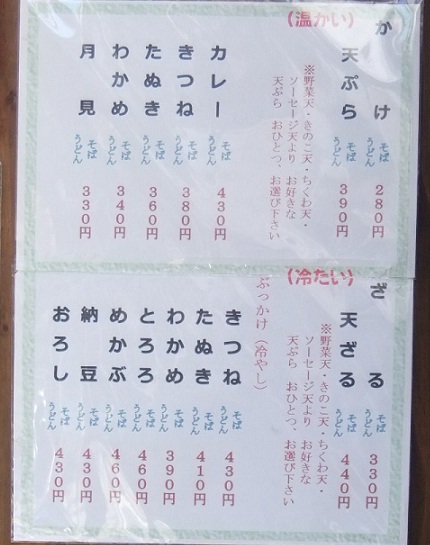 (温かい)
かけ そば うどん 280円
天ぷら そば うどん 390円
※野菜天・きのこ天・ちくわ天・
ソーセージ天より お好きな
天ぷら おひとつ、お選び下さい
カレー そば うどん 430円
きつね そば うどん 380円
たぬき そば うどん 360円
わかめ そば うどん 340円
月見 そば うどん 330円
(冷たい)
ざる そば うどん 330円
天ざる そば うどん 440円
※野菜天・きのこ天・ちくわ天・
ソーセージ天より お好きな
天ぷら おひとつ、お選び下さい
ぶっかけ(冷やし)
きつね そば うどん 430円
たぬき そば うどん 410円
わかめ そば うどん 390円
とろろ そば うどん 460円
めかぶ そば うどん 460円
納豆 そば うどん 430円
おろし そば うどん 430円